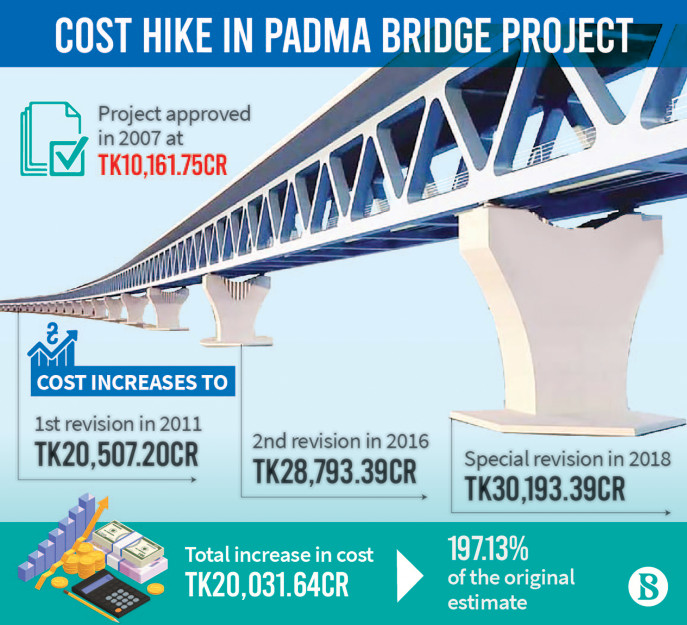 COST HIKE IN PADMA BRIDGE PROJECT
Project approved
in 2007 at
TK10,161.75CR
COST INCREASES TO
1st revision in 2011
TK20,507.20CR
2nd revision in 2016
TK28,793.39CR
Special revision in 2018
TK30,193.39CR
Total increase in cost
TK20,031.64CR
197.13%
of the original
estimate
B